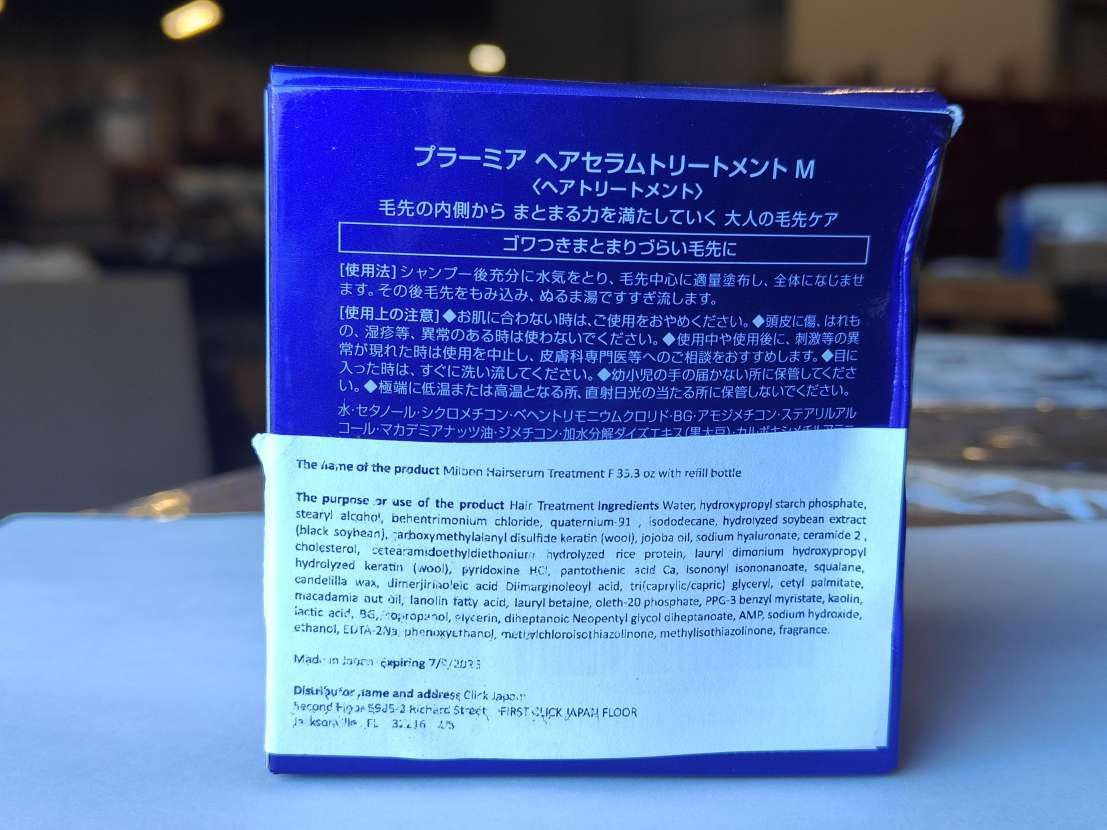 プラーミア ヘアセラムトリートメント M
〈ヘアトリートメント〉
毛先の内側から まとまる力を満たしていく 大人の毛先ケア
ゴワつきまとまりづらい毛先に
[使用法] シャンプー後充分に水気をとり、毛先中心に適量塗布し、全体になじませ
ます。その後毛先をもみ込み、ぬるま湯ですすぎ流します。
[使用上の注意] ◆お肌に合わない時は、ご使用をおやめください。◆頭皮に傷、はれも
の、湿疹等、異常のある時は使わないでください。◆使用中や使用後に、刺激等の異
常が現れた時は使用を中止し、皮膚科専門医等へのご相談をおすすめします。◆目に
入った時は、すぐに洗い流してください。◆幼小児の手の届かない所に保管してくださ
い。◆極端に低温または高温となる所、直射日光の当たる所に保管しないでください。
水・セタノール・シクロメチコン・ベヘントリモニウムクロリド・BG・アモジメチコン・ステアリルアル
コール・マカデミアナッツ油・ジメチコン・加水分解ダイズエキス(黒大豆)・カルボキシメチルアラニ
The name of the product Milbon Hairserum Treatment F 35.3 oz with refill bottle
The purpose or use of the product Hair Treatment Ingredients Water, hydroxypropyl starch phosphate,
stearyl alcohol, behentrimonium chloride, quaternium-91 , isododecane, hydrolyzed soybean extract
(black soybean), carboxymethylalanyl disulfide keratin (wool), jojoba oil, sodium hyaluronate, ceramide 2 ,
cholesterol, cetearamidoethyldiethonium hydrolyzed rice protein, lauryl dimonium hydroxypropyl
hydrolyzed keratin (wool), pyridoxine HCl, pantothenic acid Ca, isononyl isononanoate, squalane,
candelilla wax, acid tri(caprylic/capric) glyceryl, cetyl palmitate,
macadamia nut oil, lanolin fatty acid, lauryl betaine, oleth-20 phosphate, PPG-3 benzyl myristate, kaolin,
lactic acid, BG, isopropanol, glycerin, diheptanoic Neopentyl glycol diheptanoate, AMP, sodium hydroxide,
ethanol, EDTA-2Na, phenoxyethanol, methylchloroisothiazolinone, methylisothiazolinone, fragrance.
Made in Japan expiring
Distributor name and address Click Japan
Second Floor Richard Street FIRST CLICK JAPAN FLOOR
Jacksonville FL